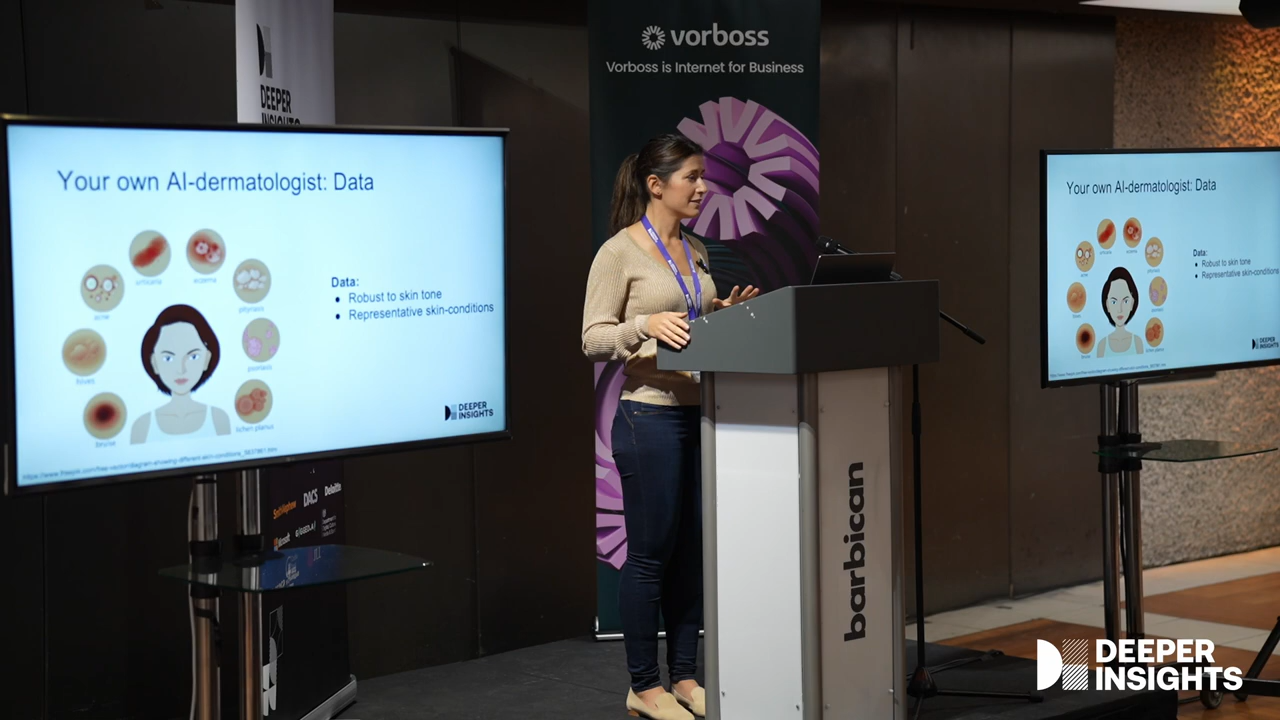 vorboss
Vorboss is Internet for Business
DEEPER
INSIGHTS
Your own AI-dermatologist: Data
urticaria
eczema
acne
hives
psoriasis
lichen planus
Data:
• Robust to skin tone
• Representative skin-conditions
DEEPER
INSIGHTS
DACS
Deloitte
barbican
Your own AI-dermatologist: Data
Data:
• Robust to skin tone
• Representative skin-conditions
DEEPER
INSIGHTS
DEEPER
INSIGHTS